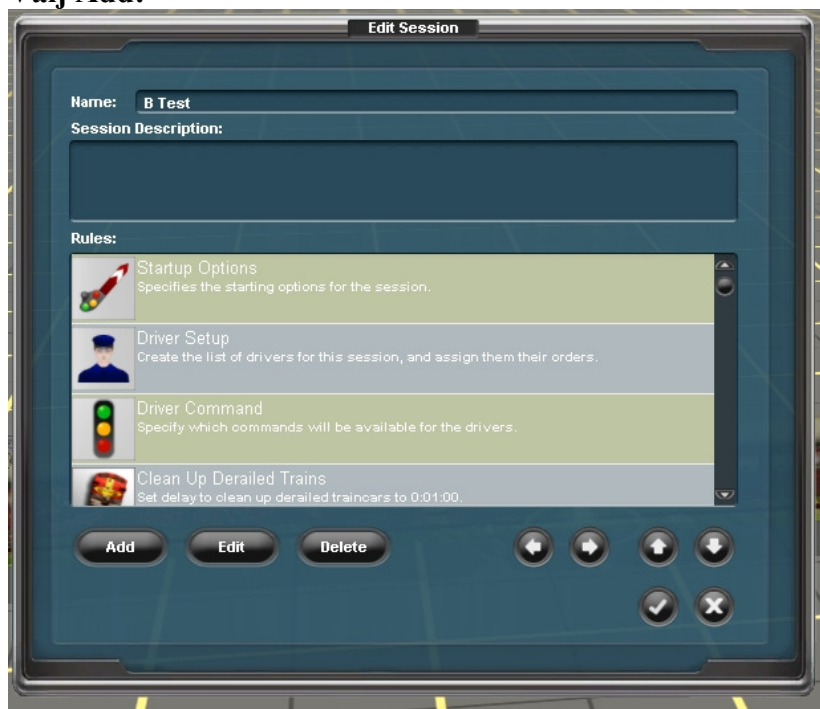 Edit Session
Name: B Test
Session Description:
Rules:
Startup Options
Specifies the starting options for the session.
Driver Setup
Create the list of drivers for this session, and assign them their orders.
Driver Command
Specify which commands will be available for the drivers.
Clean Up Derailed Trains
Set delay to clean up derailed traincars to 0:01:00.
Add Edit Delete